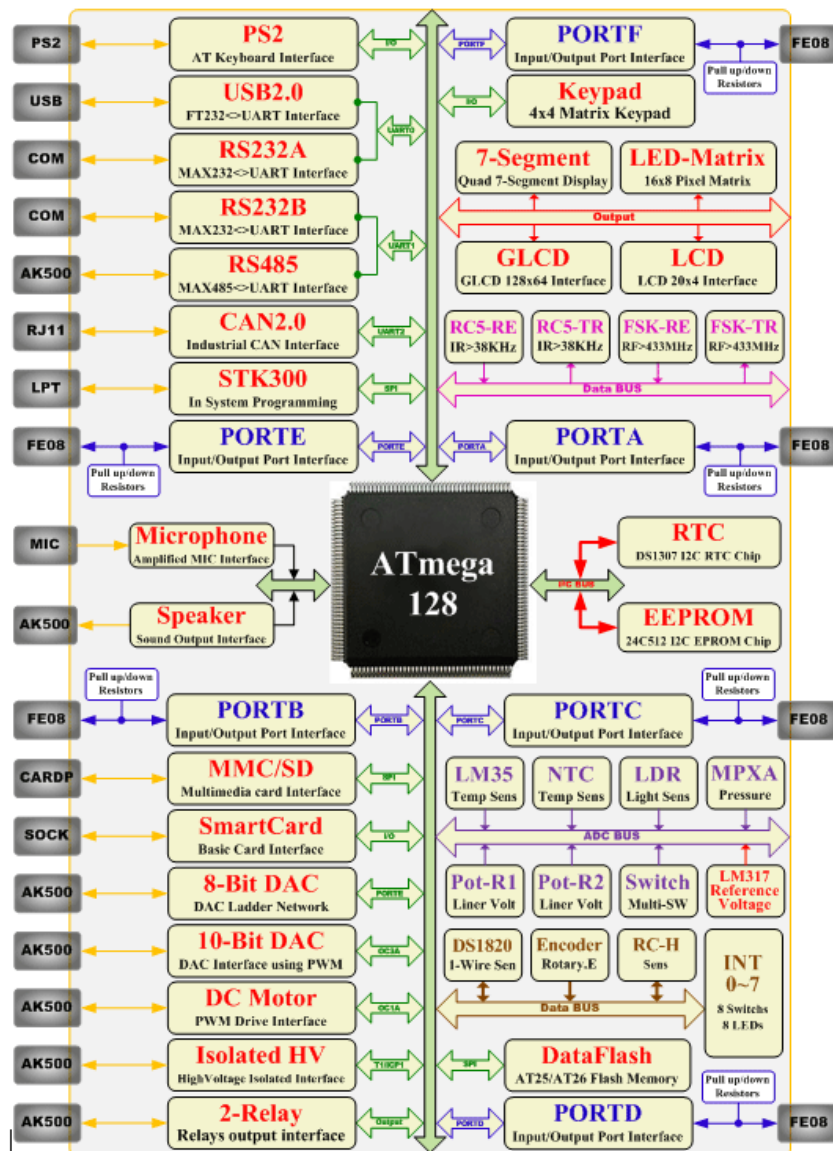 PS2
PS2
AT Keyboard Interface
I/O
PORTF
PORTF
Input/Output Port Interface
FE08
Pull up/down
Resistors
USB
USB2.0
FT232<>UART Interface
UART0
I/O
Keypad
4x4 Matrix Keypad
COM
RS232A
MAX232<>UART Interface
7-Segment
Quad 7-Segment Display
LED-Matrix
16x8 Pixel Matrix
Output
COM
RS232B
MAX232<>UART Interface
UART1
GLCD
GLCD 128x64 Interface
LCD
LCD 20x4 Interface
AK500
RS485
MAX485<>UART Interface
RJ11
CAN2.0
Industrial CAN Interface
UART2
RC5-RE
IR>38KHz
RC5-TR
IR>38KHz
FSK-RE
RF>433MHz
FSK-TR
RF>433MHz
Data BUS
LPT
STK300
In System Programming
SPI
FE08
Pull up/down
Resistors
PORTE
Input/Output Port Interface
PORTE
PORTA
PORTA
Input/Output Port Interface
Pull up/down
Resistors
FE08
MIC
Microphone
Amplified MIC Interface
ATmega
128
I2C BUS
RTC
DS1307 I2C RTC Chip
AK500
Speaker
Sound Output Interface
EEPROM
24C512 I2C EPROM Chip
Pull up/down
Resistors
FE08
PORTB
Input/Output Port Interface
PORTB
PORTC
PORTC
Input/Output Port Interface
Pull up/down
Resistors
FE08
CARDP
MMC/SD
Multimedia card Interface
SPI
LM35
Temp Sens
NTC
Temp Sens
LDR
Light Sens
MPXA
Pressure
ADC BUS
SOCK
SmartCard
Basic Card Interface
I/O
AK500
8-Bit DAC
DAC Ladder Network
PORTE
Pot-R1
Liner Volt
Pot-R2
Liner Volt
Switch
Multi-SW
LM317
Reference
Voltage
AK500
10-Bit DAC
DAC Interface using PWM
OC3A
DS1820
1-Wire Sen
Encoder
Rotary.E
RC-H
Sens
INT
0~7
8 Switchs
8 LEDs
Data BUS
AK500
DC Motor
PWM Drive Interface
OC1A
AK500
Isolated HV
HighVoltage Isolated Interface
T1/ICP1
SPI
DataFlash
AT25/AT26 Flash Memory
AK500
2-Relay
Relays output interface
Output
PORTD
PORTD
Input/Output Port Interface
Pull up/down
Resistors
FE08